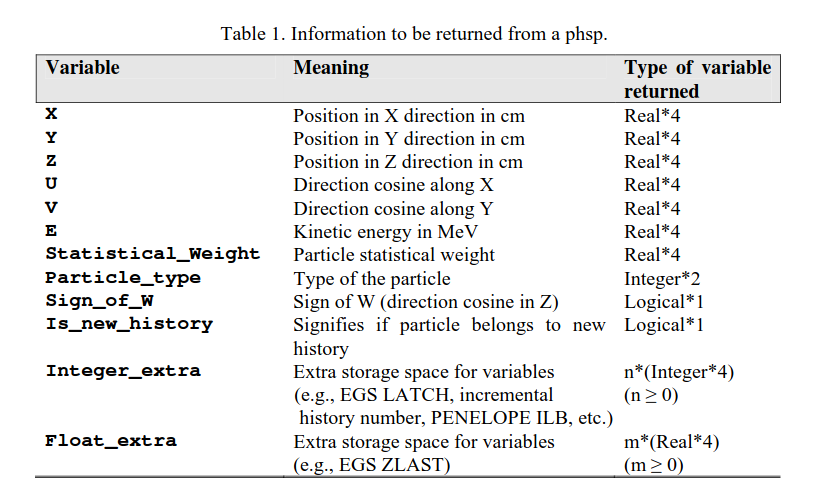 Table 1. Information to be returned from a phsp.
Variable Meaning Type of variable
returned
X Position in X direction in cm Real*4
Y Position in Y direction in cm Real*4
Z Position in Z direction in cm Real*4
U Direction cosine along X Real*4
V Direction cosine along Y Real*4
E Kinetic energy in MeV Real*4
Statistical_Weight Particle statistical weight Real*4
Particle_type Type of the particle Integer*2
Sign_of_W Sign of W (direction cosine in Z) Logical*1
Is_new_history Signifies if particle belongs to new Logical*1
history
Integer_extra Extra storage space for variables n*(Integer*4)
(e.g., EGS LATCH, incremental (n ≥ 0)
history number, PENELOPE ILB, etc.)
Float_extra Extra storage space for variables m*(Real*4)
(e.g., EGS ZLAST) (m ≥ 0)